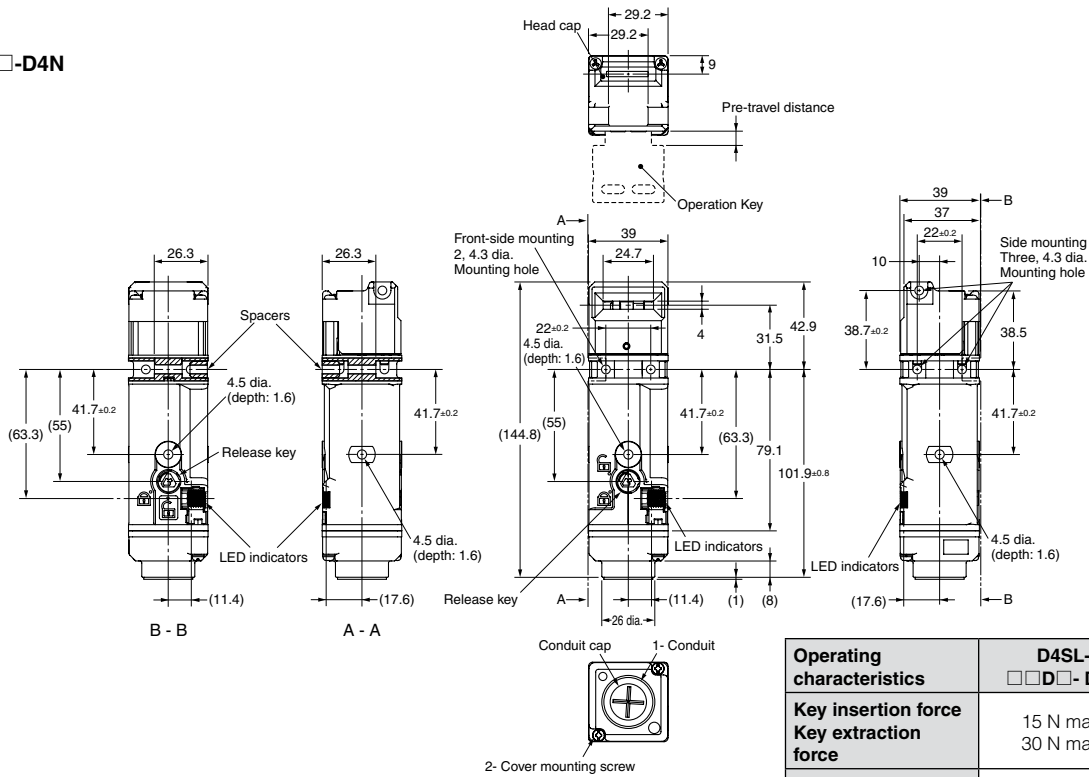 □-D4N
29.2
Head cap
29.2
9
Pre-travel distance
Operation Key
A
39
24.7
Front-side mounting
2, 4.3 dia.
Mounting hole
22±0.2
4.5 dia.
(depth: 1.6)
4
31.5
42.9
41.7±0.2
(55)
(63.3)
(144.8)
79.1
101.9±0.8
LED indicators
Release key
A
(11.4)
(1)
(8)
26 dia.
26.3
26.3
Spacers
4.5 dia.
(depth: 1.6)
41.7±0.2
(55)
(63.3)
Release key
41.7±0.2
LED indicators
4.5 dia.
(depth: 1.6)
(11.4)
(17.6)
B - B
A - A
39
B
37
22±0.2
10
Side mounting
Three, 4.3 dia.
Mounting hole
38.7±0.2
38.5
41.7±0.2
4.5 dia.
(depth: 1.6)
LED indicators
(17.6)
B
Conduit cap
1- Conduit
2- Cover mounting screw
Operating
characteristics
D4SL-
□□D□- D
Key insertion force
Key extraction
force
15 N ma
30 N ma